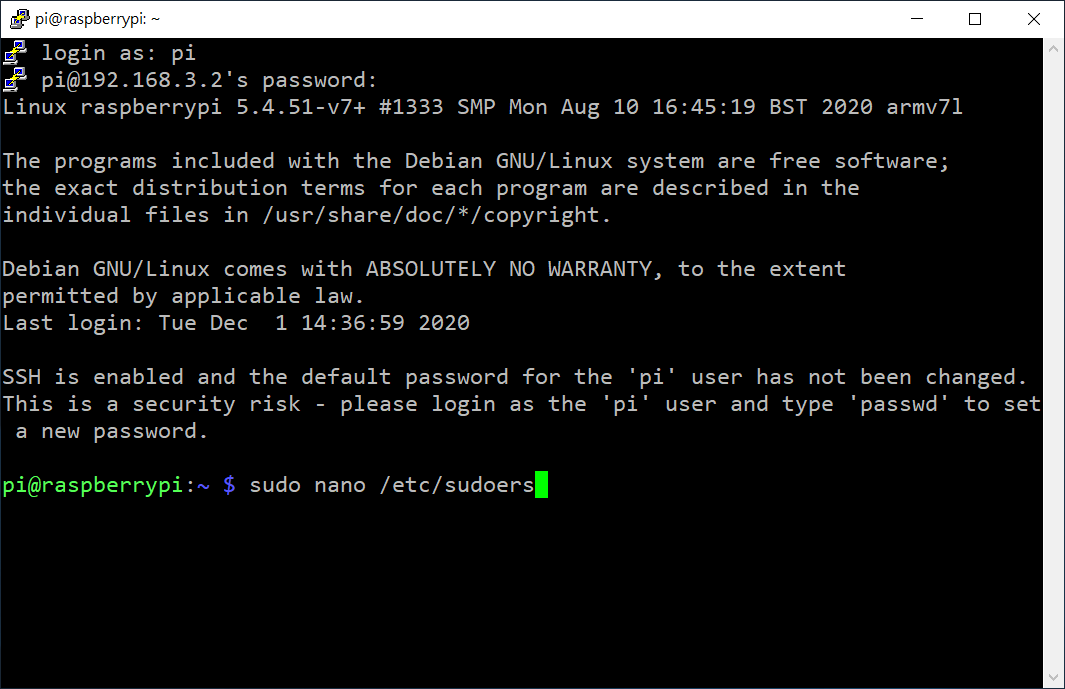 pi@raspberrypi: ~
login as: pi
pi@192.168.3.2's password:
Linux raspberrypi 5.4.51-v7+ #1333 SMP Mon Aug 10 16:45:19 BST 2020 armv7l
The programs included with the Debian GNU/Linux system are free software;
the exact distribution terms for each program are described in the
individual files in /usr/share/doc/*/copyright.
Debian GNU/Linux comes with ABSOLUTELY NO WARRANTY, to the extent
permitted by applicable law.
Last login: Tue Dec  1 14:36:59 2020
SSH is enabled and the default password for the 'pi' user has not been changed.
This is a security risk - please login as the 'pi' user and type 'passwd' to set
 a new password.
pi@raspberrypi:~ $ sudo nano /etc/sudoers